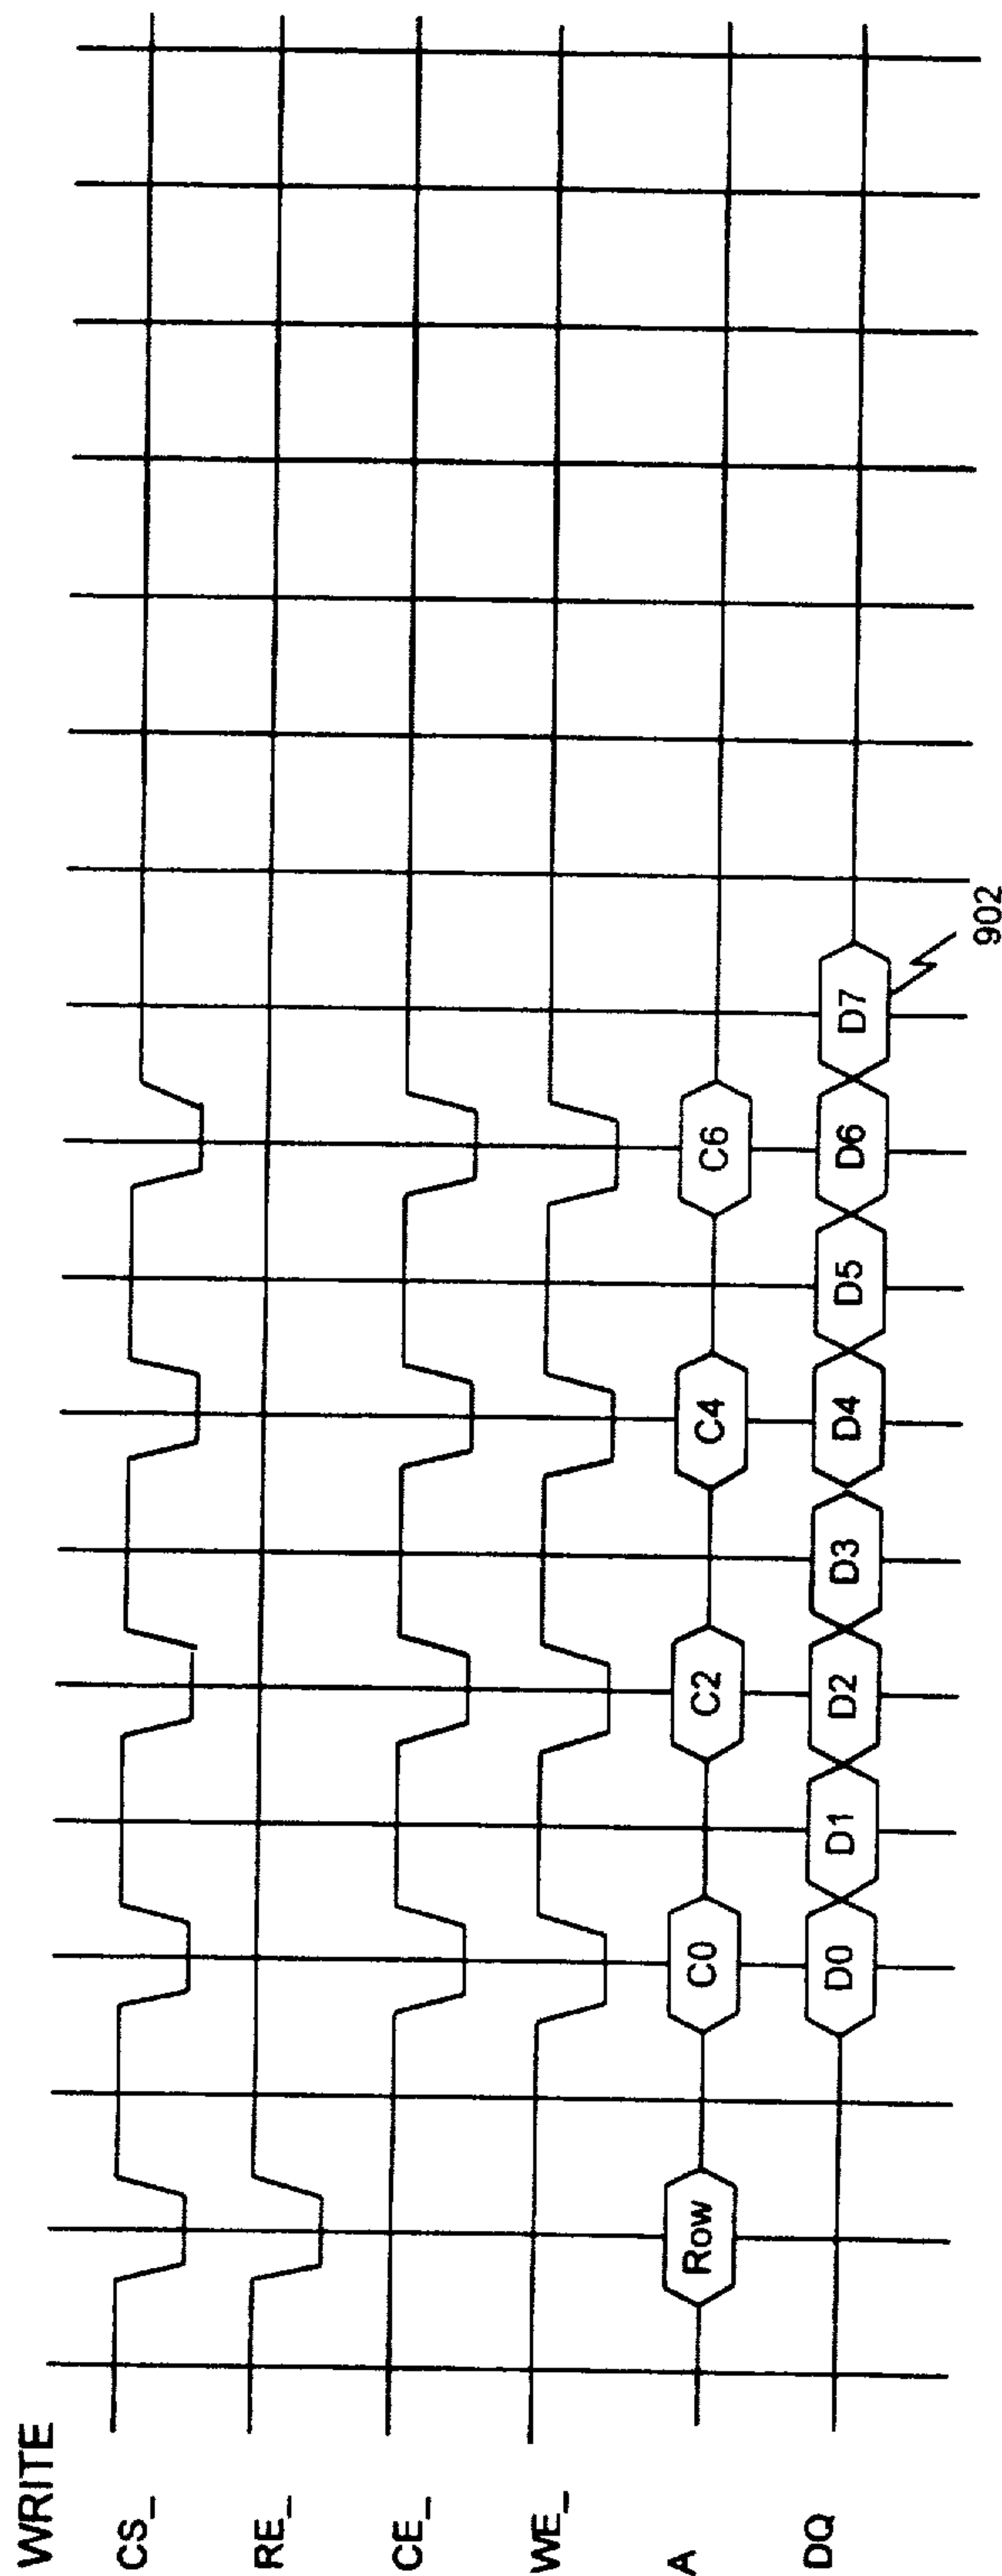 WRITE
CS_
RE_
CE_
WE_
A Row C0 C2 C4 C6
DQ D0 D1 D2 D3 D4 D5 D6 D7
902